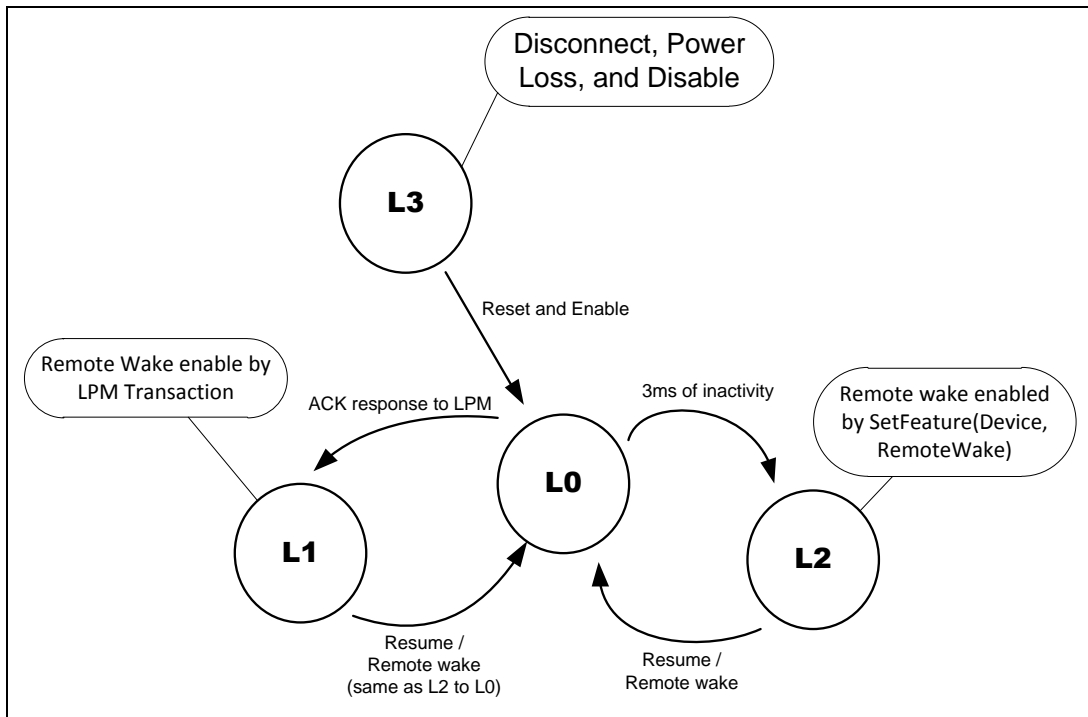 Disconnect, Power
Loss, and Disable
L3
Reset and Enable
Remote Wake enable by
LPM Transaction
ACK response to LPM
3ms of inactivity
Remote wake enabled
by SetFeature(Device,
RemoteWake)
L0
L1
L2
Resume /
Remote wake
(same as L2 to L0)
Resume /
Remote wake